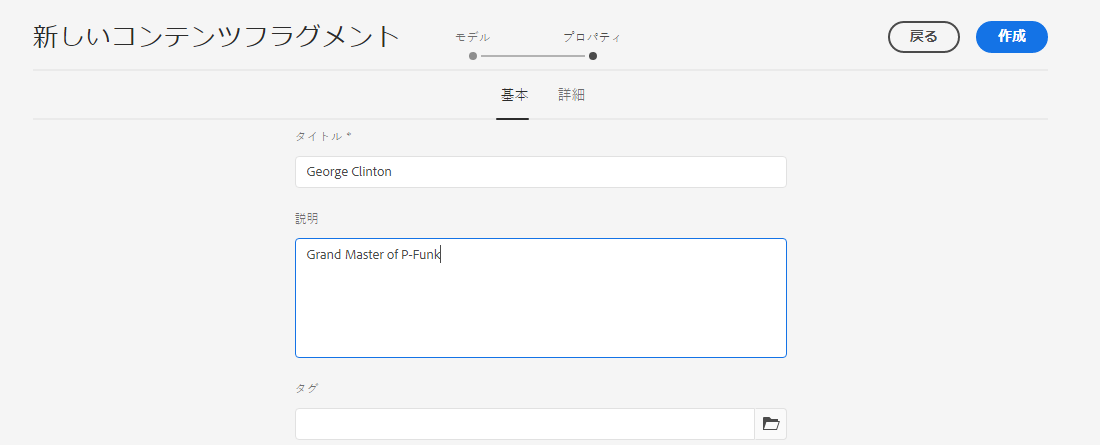 新しいコンテンツフラグメント
モデル
プロパティ
戻る
作成
基本
詳細
タイトル *
George Clinton
説明
Grand Master of P-Funk
タグ